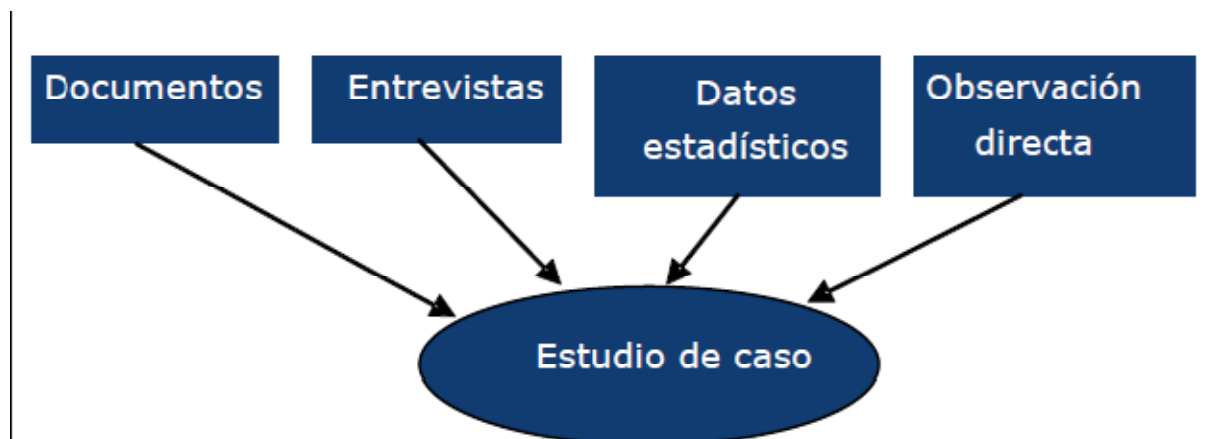 Documentos
Entrevistas
Datos
estadísticos
Observación
directa
Estudio de caso